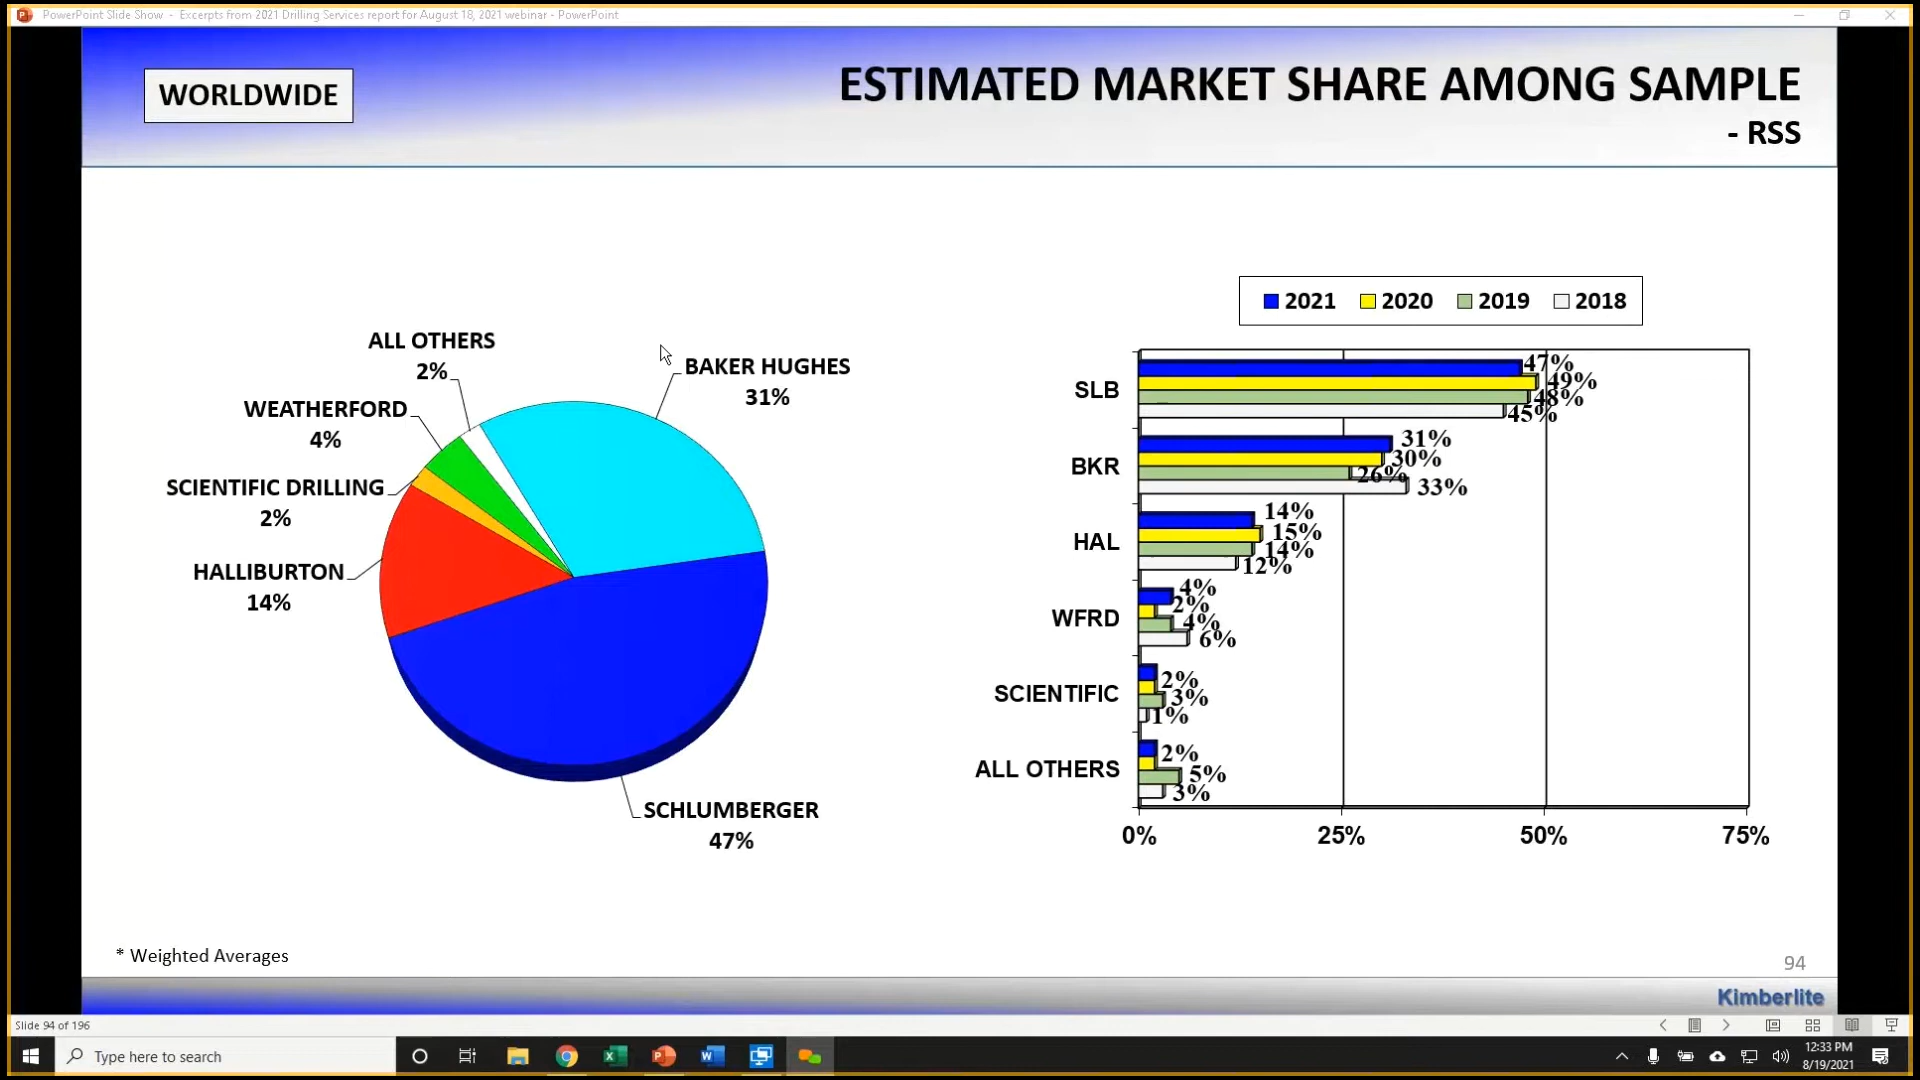 PowerPoint Slide Show - Excerpts from 2021 Drilling Services report for August 18, 2021 webinar - PowerPoint
WORLDWIDE
ESTIMATED MARKET SHARE AMONG SAMPLE
- RSS
ALL OTHERS
2%
BAKER HUGHES
31%
WEATHERFORD
4%
SCIENTIFIC DRILLING
2%
HALLIBURTON
14%
SCHLUMBERGER
47%
2021 2020 2019 2018
SLB
47%
49%
48%
45%
BKR
31%
30%
26%
33%
HAL
14%
15%
14%
12%
WFRD
4%
2%
4%
6%
SCIENTIFIC
2%
3%
1%
ALL OTHERS
2%
5%
3%
0% 25% 50% 75%
* Weighted Averages
94
Kimberlite
Slide 94 of 196
Type here to search
12:33 PM
8/19/2021